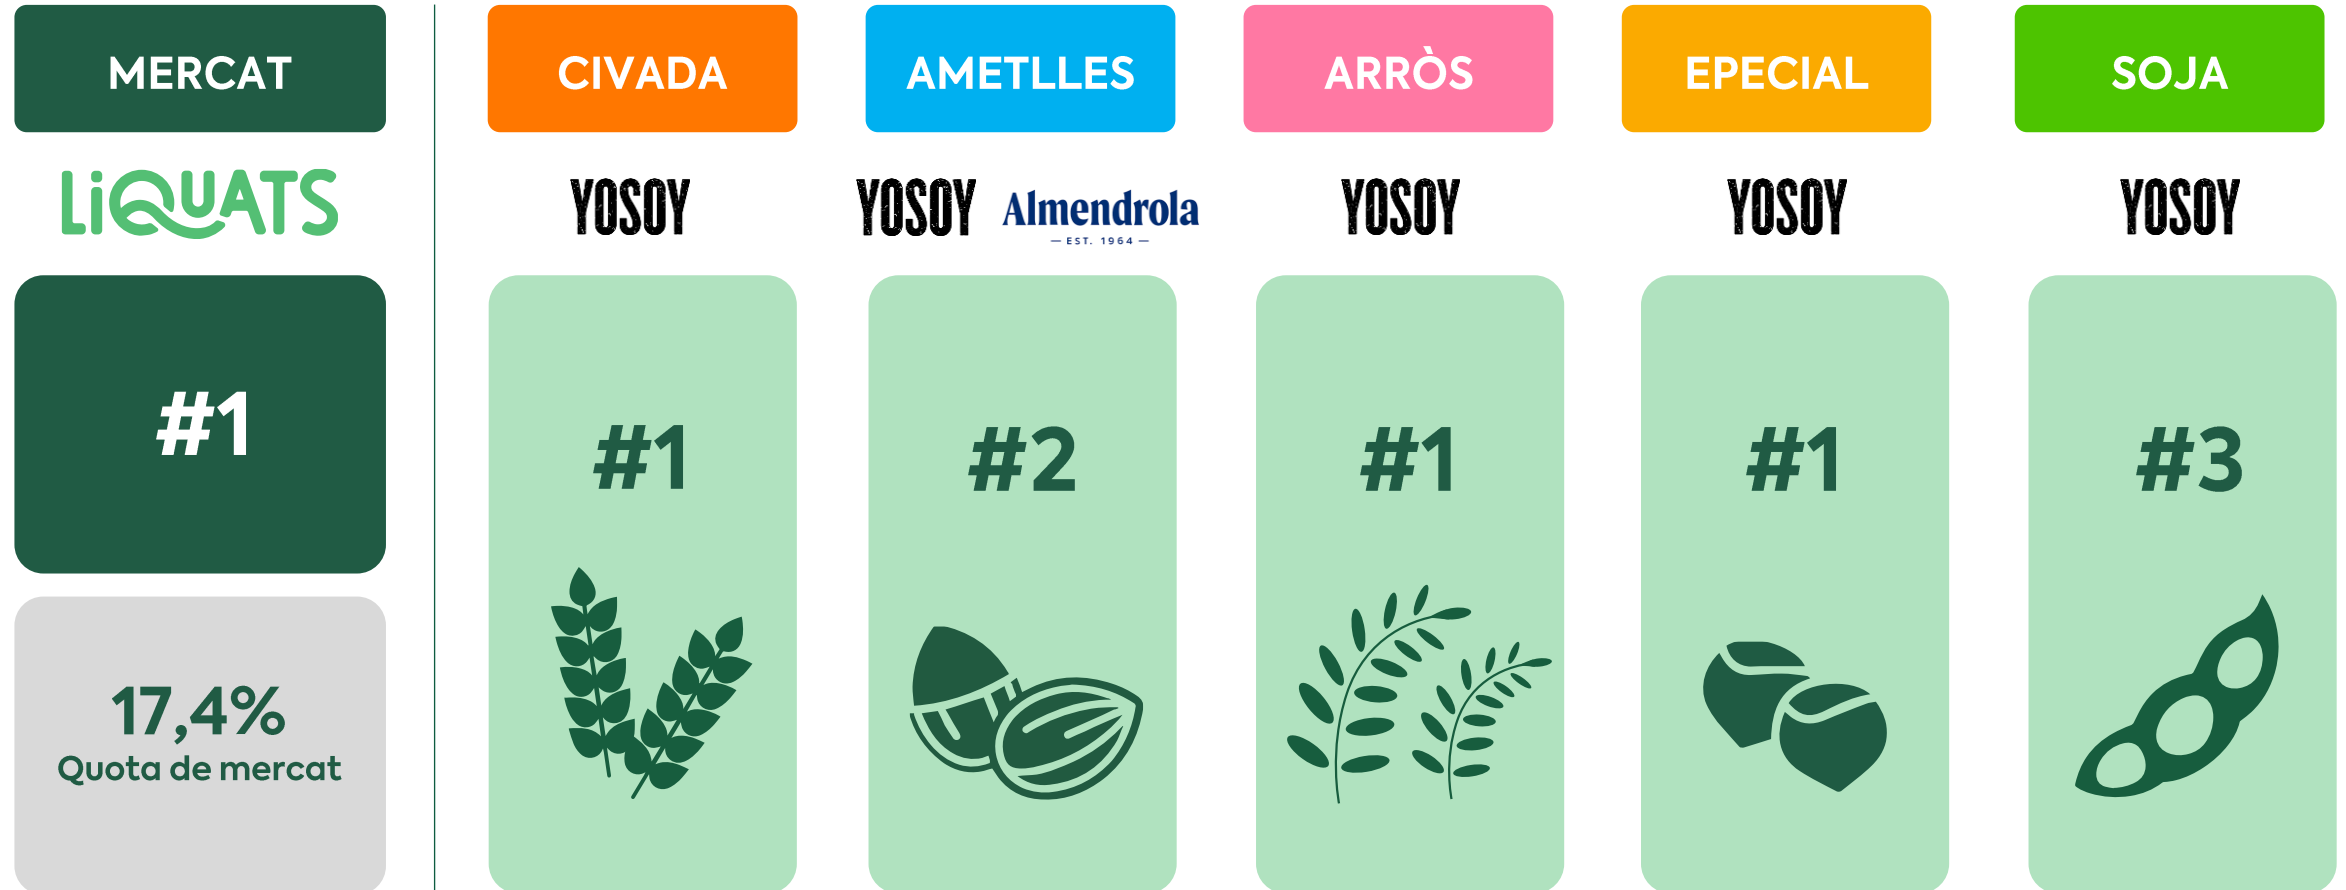 MERCAT
LiQUATS
#1
17,4%
Quota de mercat
CIVADA
YOSOY
#1
AMETLLES
YOSOY
Almendrola
EST. 1964
#2
ARRÒS
YOSOY
#1
EPECIAL
YOSOY
#1
SOJA
YOSOY
#3